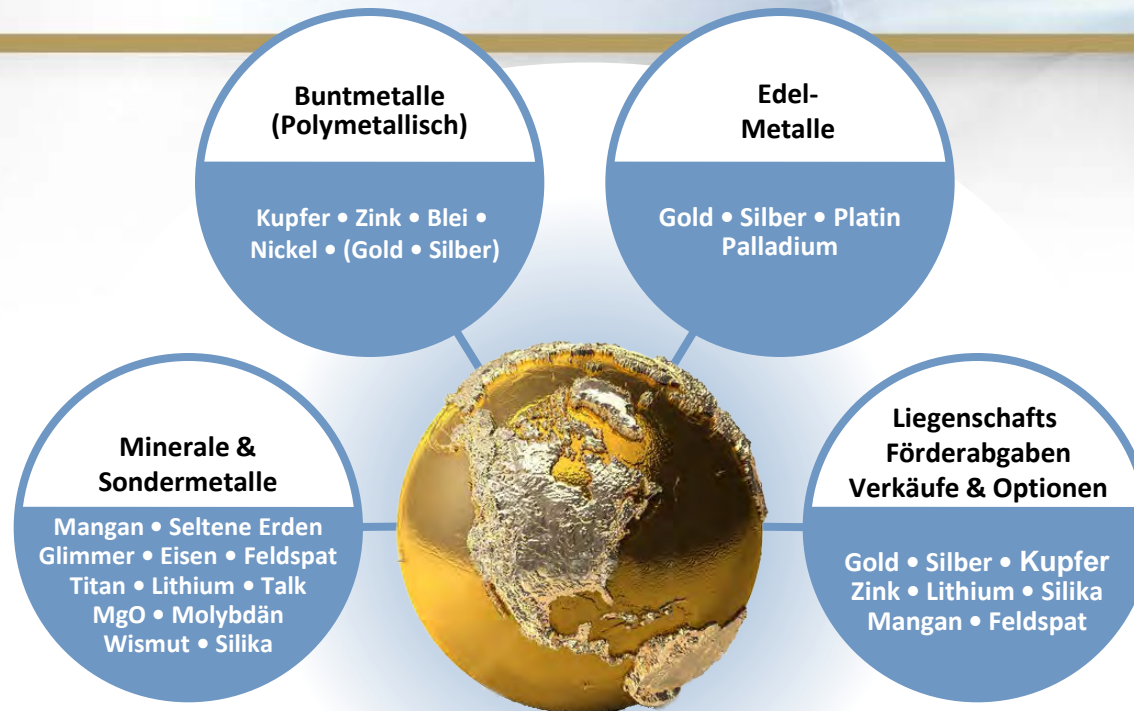 Buntmetalle
(Polymetallisch)
Kupfer • Zink • Blei •
Nickel • (Gold • Silber)
Edel-
Metalle
Gold • Silber • Platin
Palladium
Minerale &
Sondermetalle
Mangan • Seltene Erden
Glimmer • Eisen • Feldspat
Titan • Lithium • Talk
MgO • Molybdän
Wismut • Silika
Liegenschafts
Förderabgaben
Verkäufe & Optionen
Gold • Silber • Kupfer
Zink • Lithium • Silika
Mangan • Feldspat